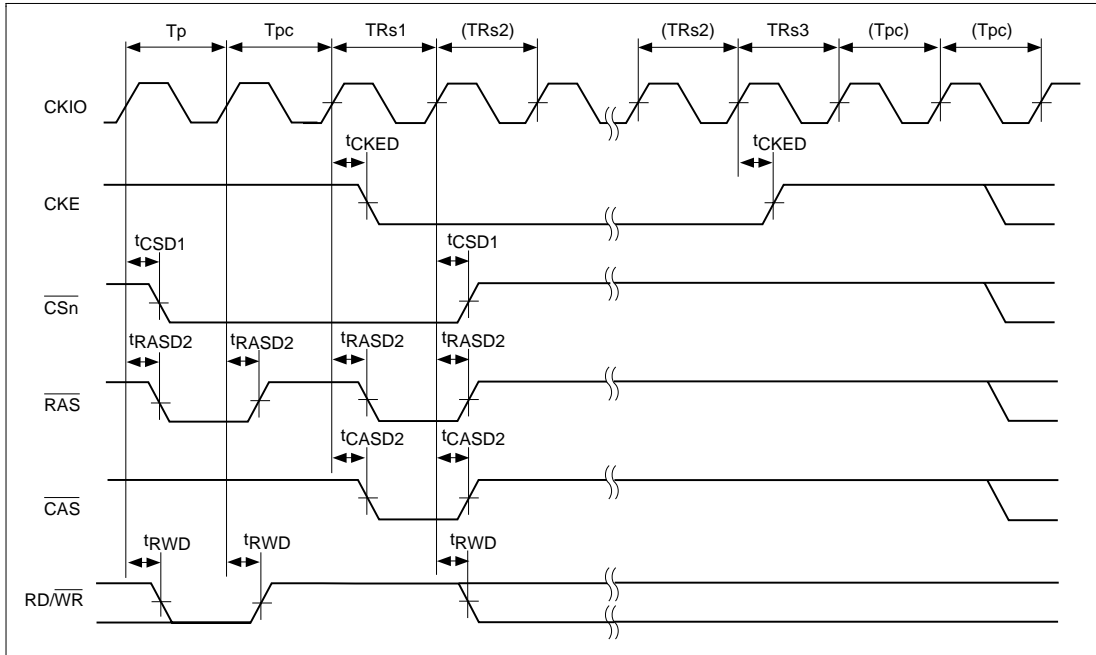 Tp Tpc TRs1 (TRs2) (TRs2) TRs3 (Tpc) (Tpc)
CKIO
tCKED tCKED
CKE
tCSD1 tCSD1
CSn
tRASD2 tRASD2 tRASD2 tRASD2
RAS
tCASD2 tCASD2
CAS
tRWD tRWD tRWD
RD/WR